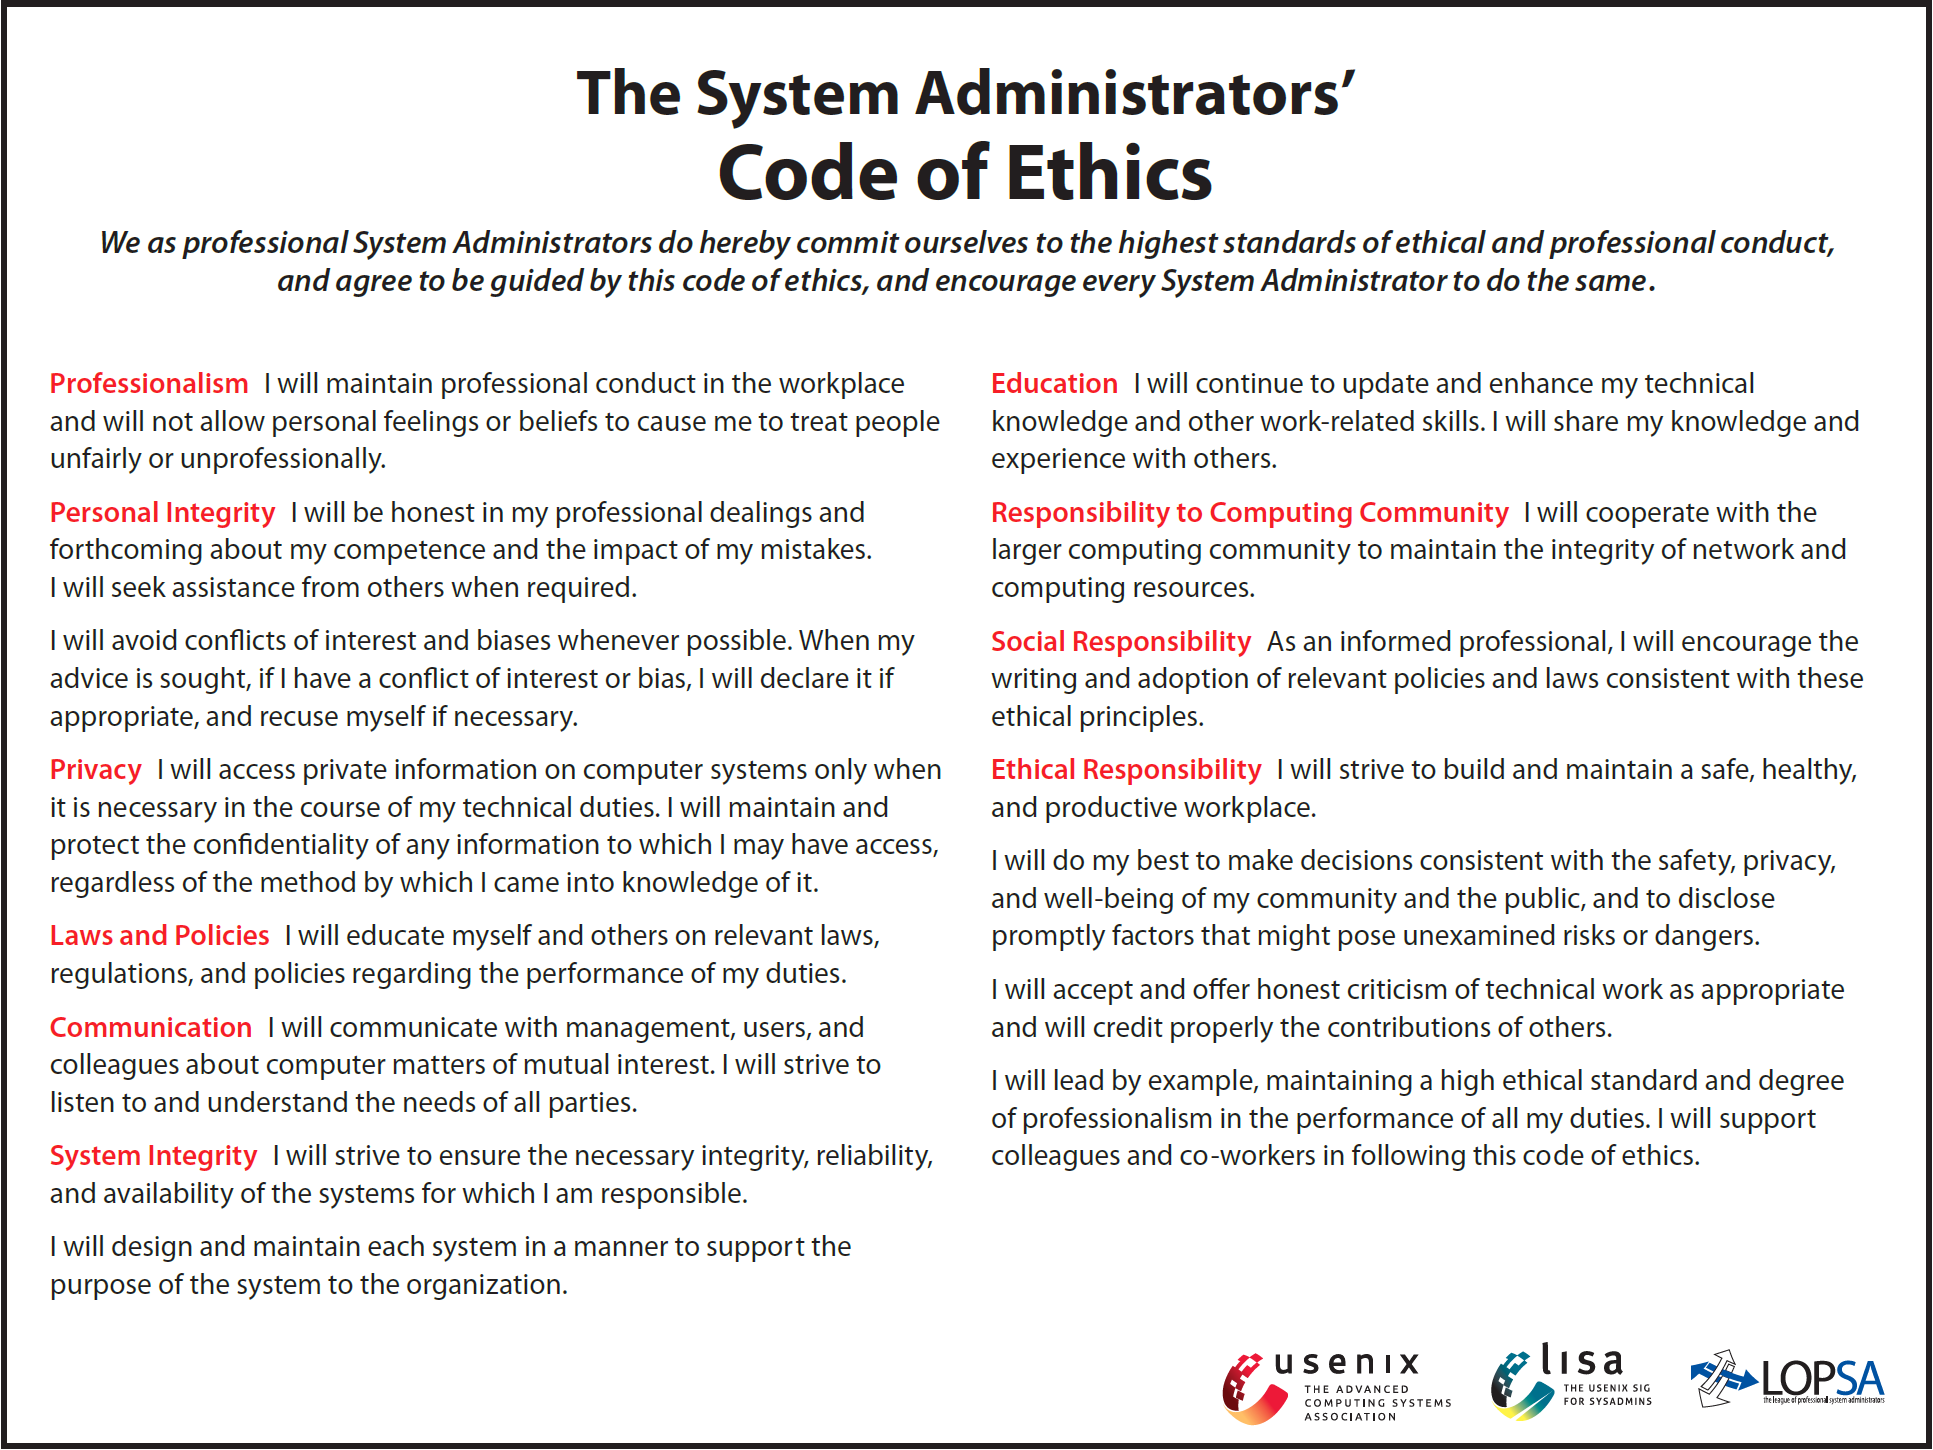 The System Administrators’
Code of Ethics
We as professional System Administrators do hereby commit ourselves to the highest standards of ethical and professional conduct,
and agree to be guided by this code of ethics, and encourage every System Administrator to do the same.
Professionalism I will maintain professional conduct in the workplace
and will not allow personal feelings or beliefs to cause me to treat people
unfairly or unprofessionally.
Personal Integrity I will be honest in my professional dealings and
forthcoming about my competence and the impact of my mistakes.
I will seek assistance from others when required.
I will avoid conflicts of interest and biases whenever possible. When my
advice is sought, if I have a conflict of interest or bias, I will declare it if
appropriate, and recuse myself if necessary.
Privacy I will access private information on computer systems only when
it is necessary in the course of my technical duties. I will maintain and
protect the confidentiality of any information to which I may have access,
regardless of the method by which I came into knowledge of it.
Laws and Policies I will educate myself and others on relevant laws,
regulations, and policies regarding the performance of my duties.
Communication I will communicate with management, users, and
colleagues about computer matters of mutual interest. I will strive to
listen to and understand the needs of all parties.
System Integrity I will strive to ensure the necessary integrity, reliability,
and availability of the systems for which I am responsible.
I will design and maintain each system in a manner to support the
purpose of the system to the organization.
Education I will continue to update and enhance my technical
knowledge and other work-related skills. I will share my knowledge and
experience with others.
Responsibility to Computing Community I will cooperate with the
larger computing community to maintain the integrity of network and
computing resources.
Social Responsibility As an informed professional, I will encourage the
writing and adoption of relevant policies and laws consistent with these
ethical principles.
Ethical Responsibility I will strive to build and maintain a safe, healthy,
and productive workplace.
I will do my best to make decisions consistent with the safety, privacy,
and well-being of my community and the public, and to disclose
promptly factors that might pose unexamined risks or dangers.
I will accept and offer honest criticism of technical work as appropriate
and will credit properly the contributions of others.
I will lead by example, maintaining a high ethical standard and degree
of professionalism in the performance of all my duties. I will support
colleagues and co-workers in following this code of ethics.
usenix
THE ADVANCED
COMPUTING SYSTEMS
ASSOCIATION
lisa
THE USENIX SIG
FOR SYSADMINS
LOPSA
the league of professional system administrators